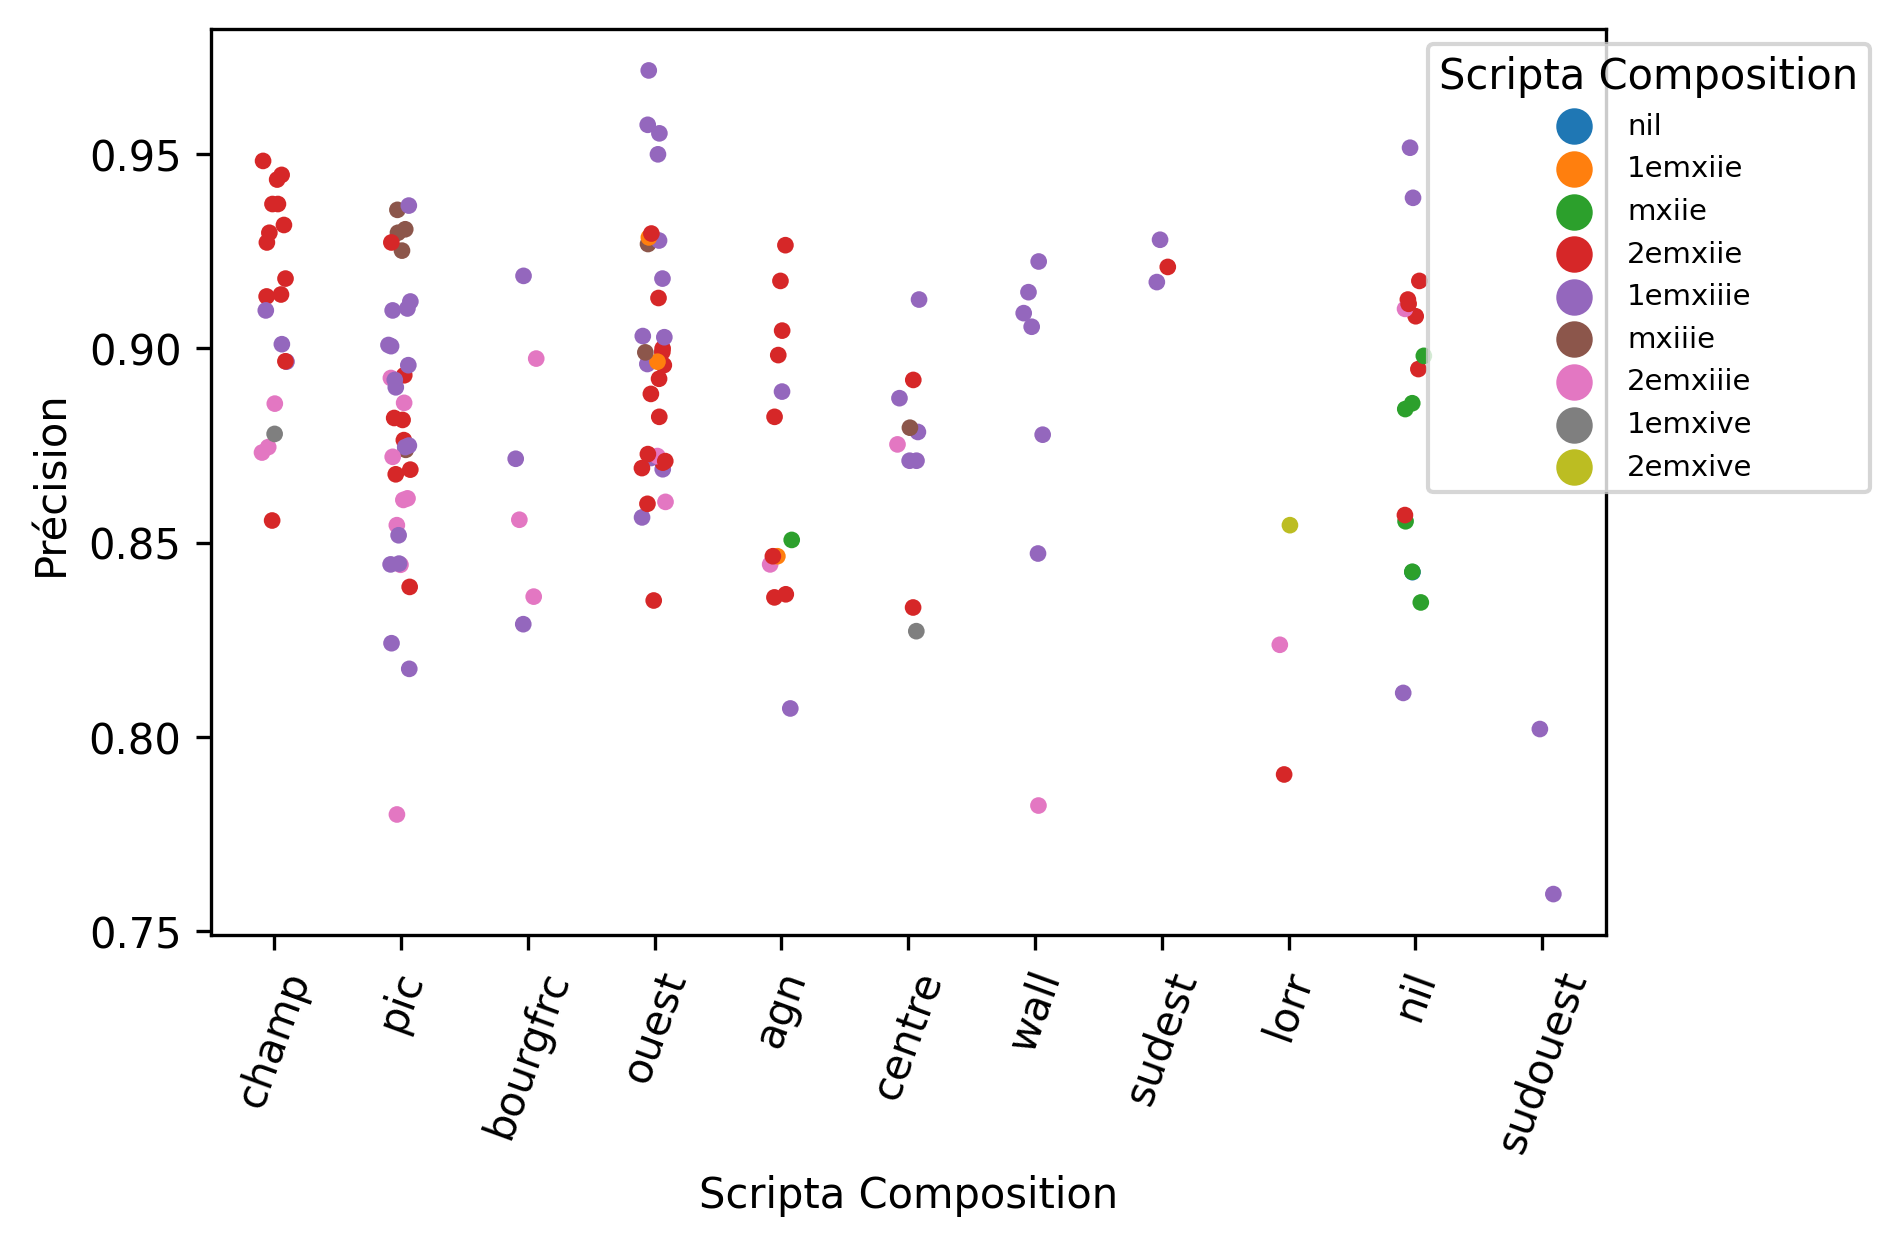 Scripta Composition
nil
1emxiie
mxiie
2emxiie
1emxiiie
mxiiie
2emxiiie
1emxive
2emxive
Précision
0.95
0.90
0.85
0.80
0.75
champ
pic
bourgfrc
ouest
agn
centre
wall
sudest
lorr
nil
sudouest
Scripta Composition